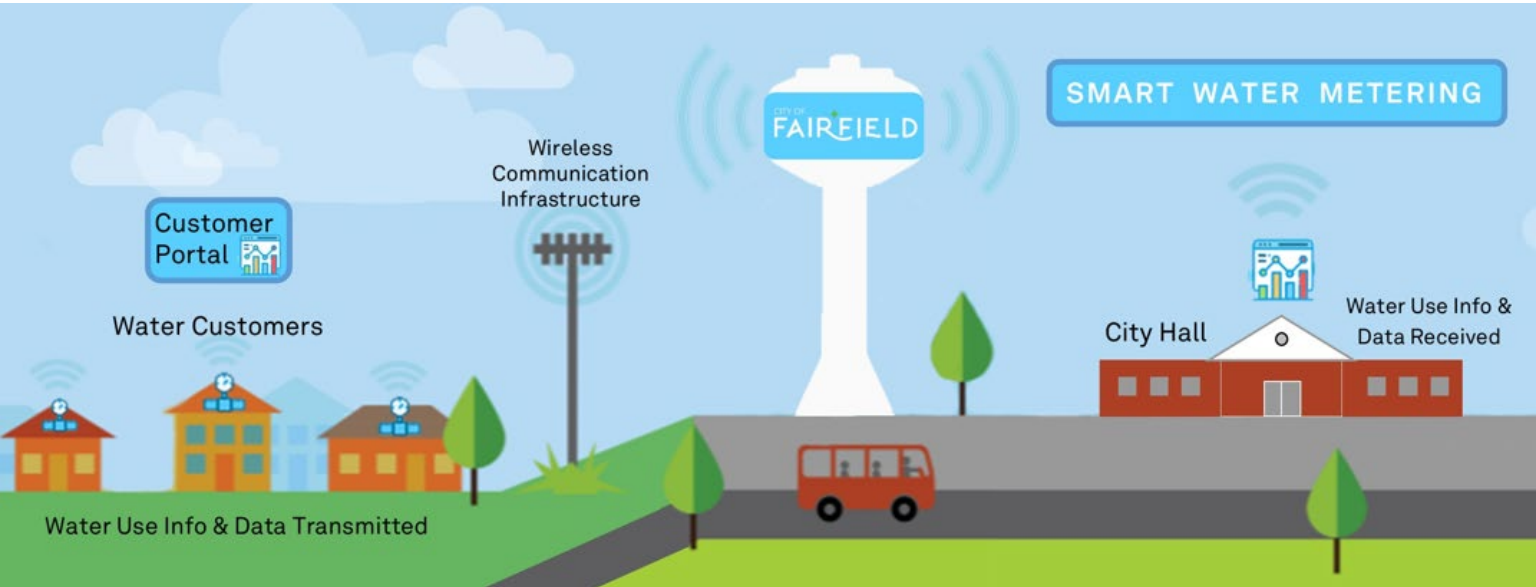 SMART WATER METERING
CITY OF
FAIRFIELD
Wireless
Communication
Infrastructure
Customer
Portal
Water Customers
City Hall
Water Use Info &
Data Received
Water Use Info & Data Transmitted